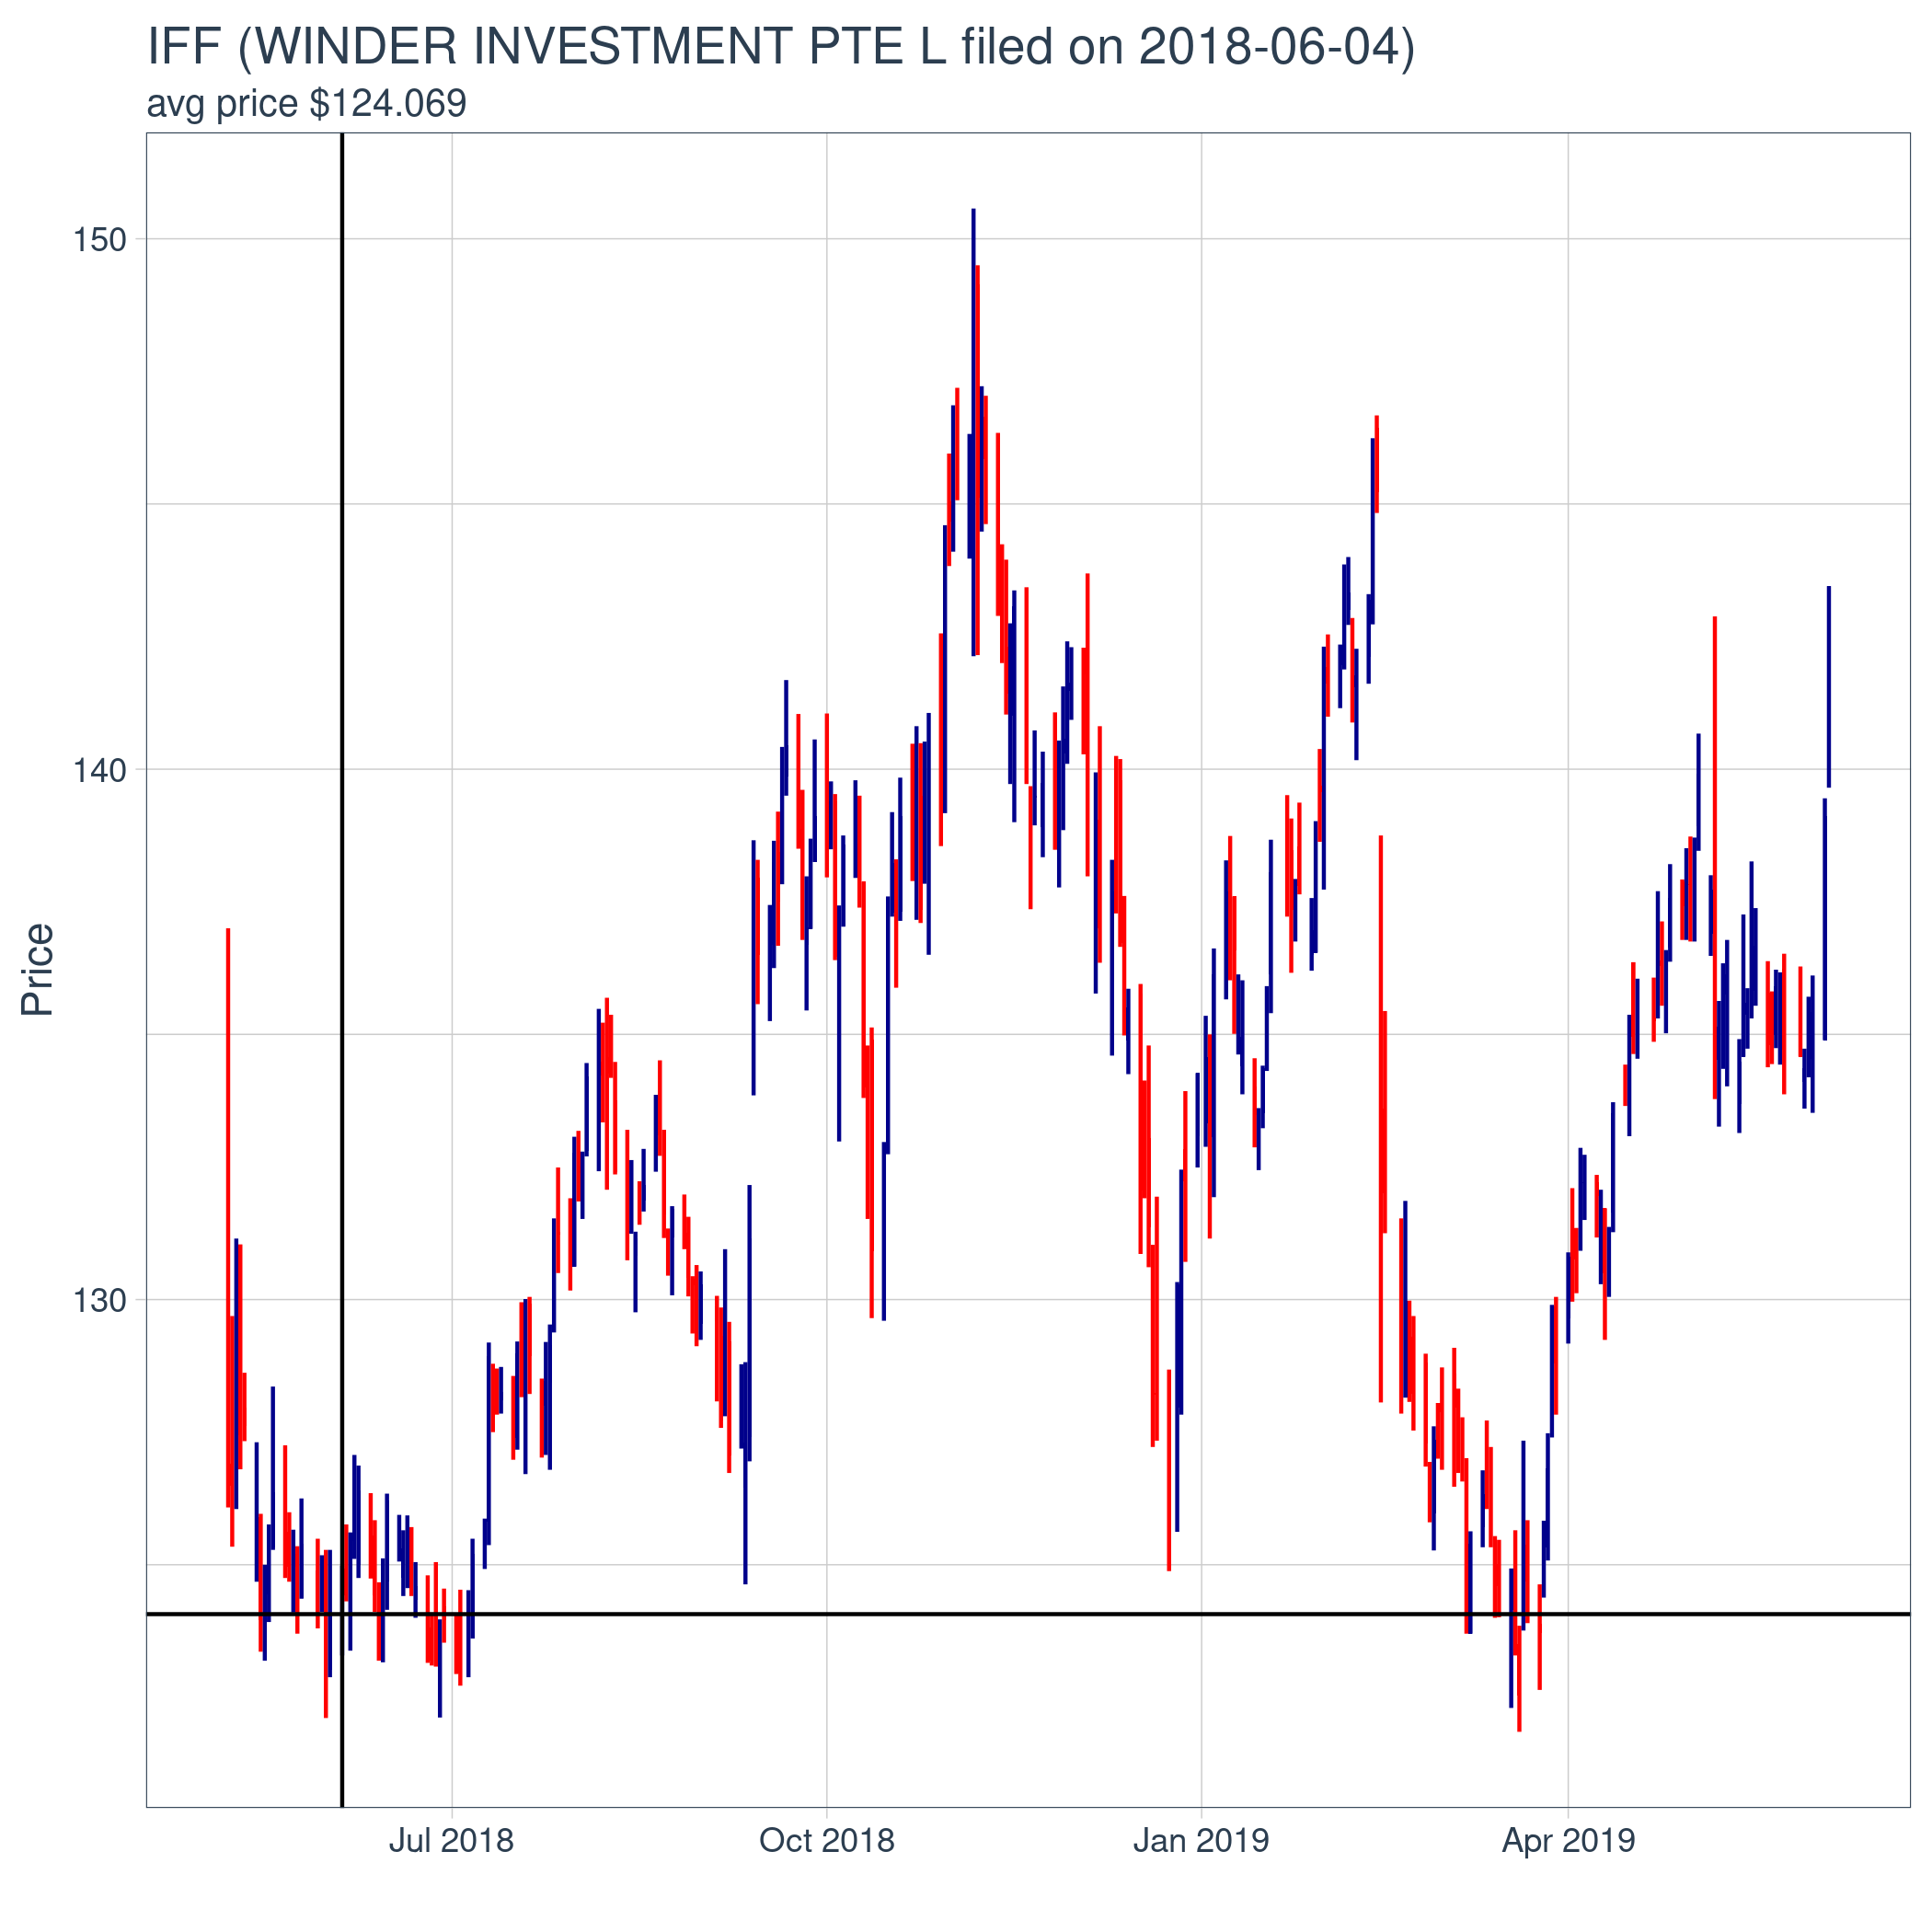 IFF (WINDER INVESTMENT PTE L filed on 2018-06-04)
avg price $124.069
150
140
130
Price
Jul 2018
Oct 2018
Jan 2019
Apr 2019